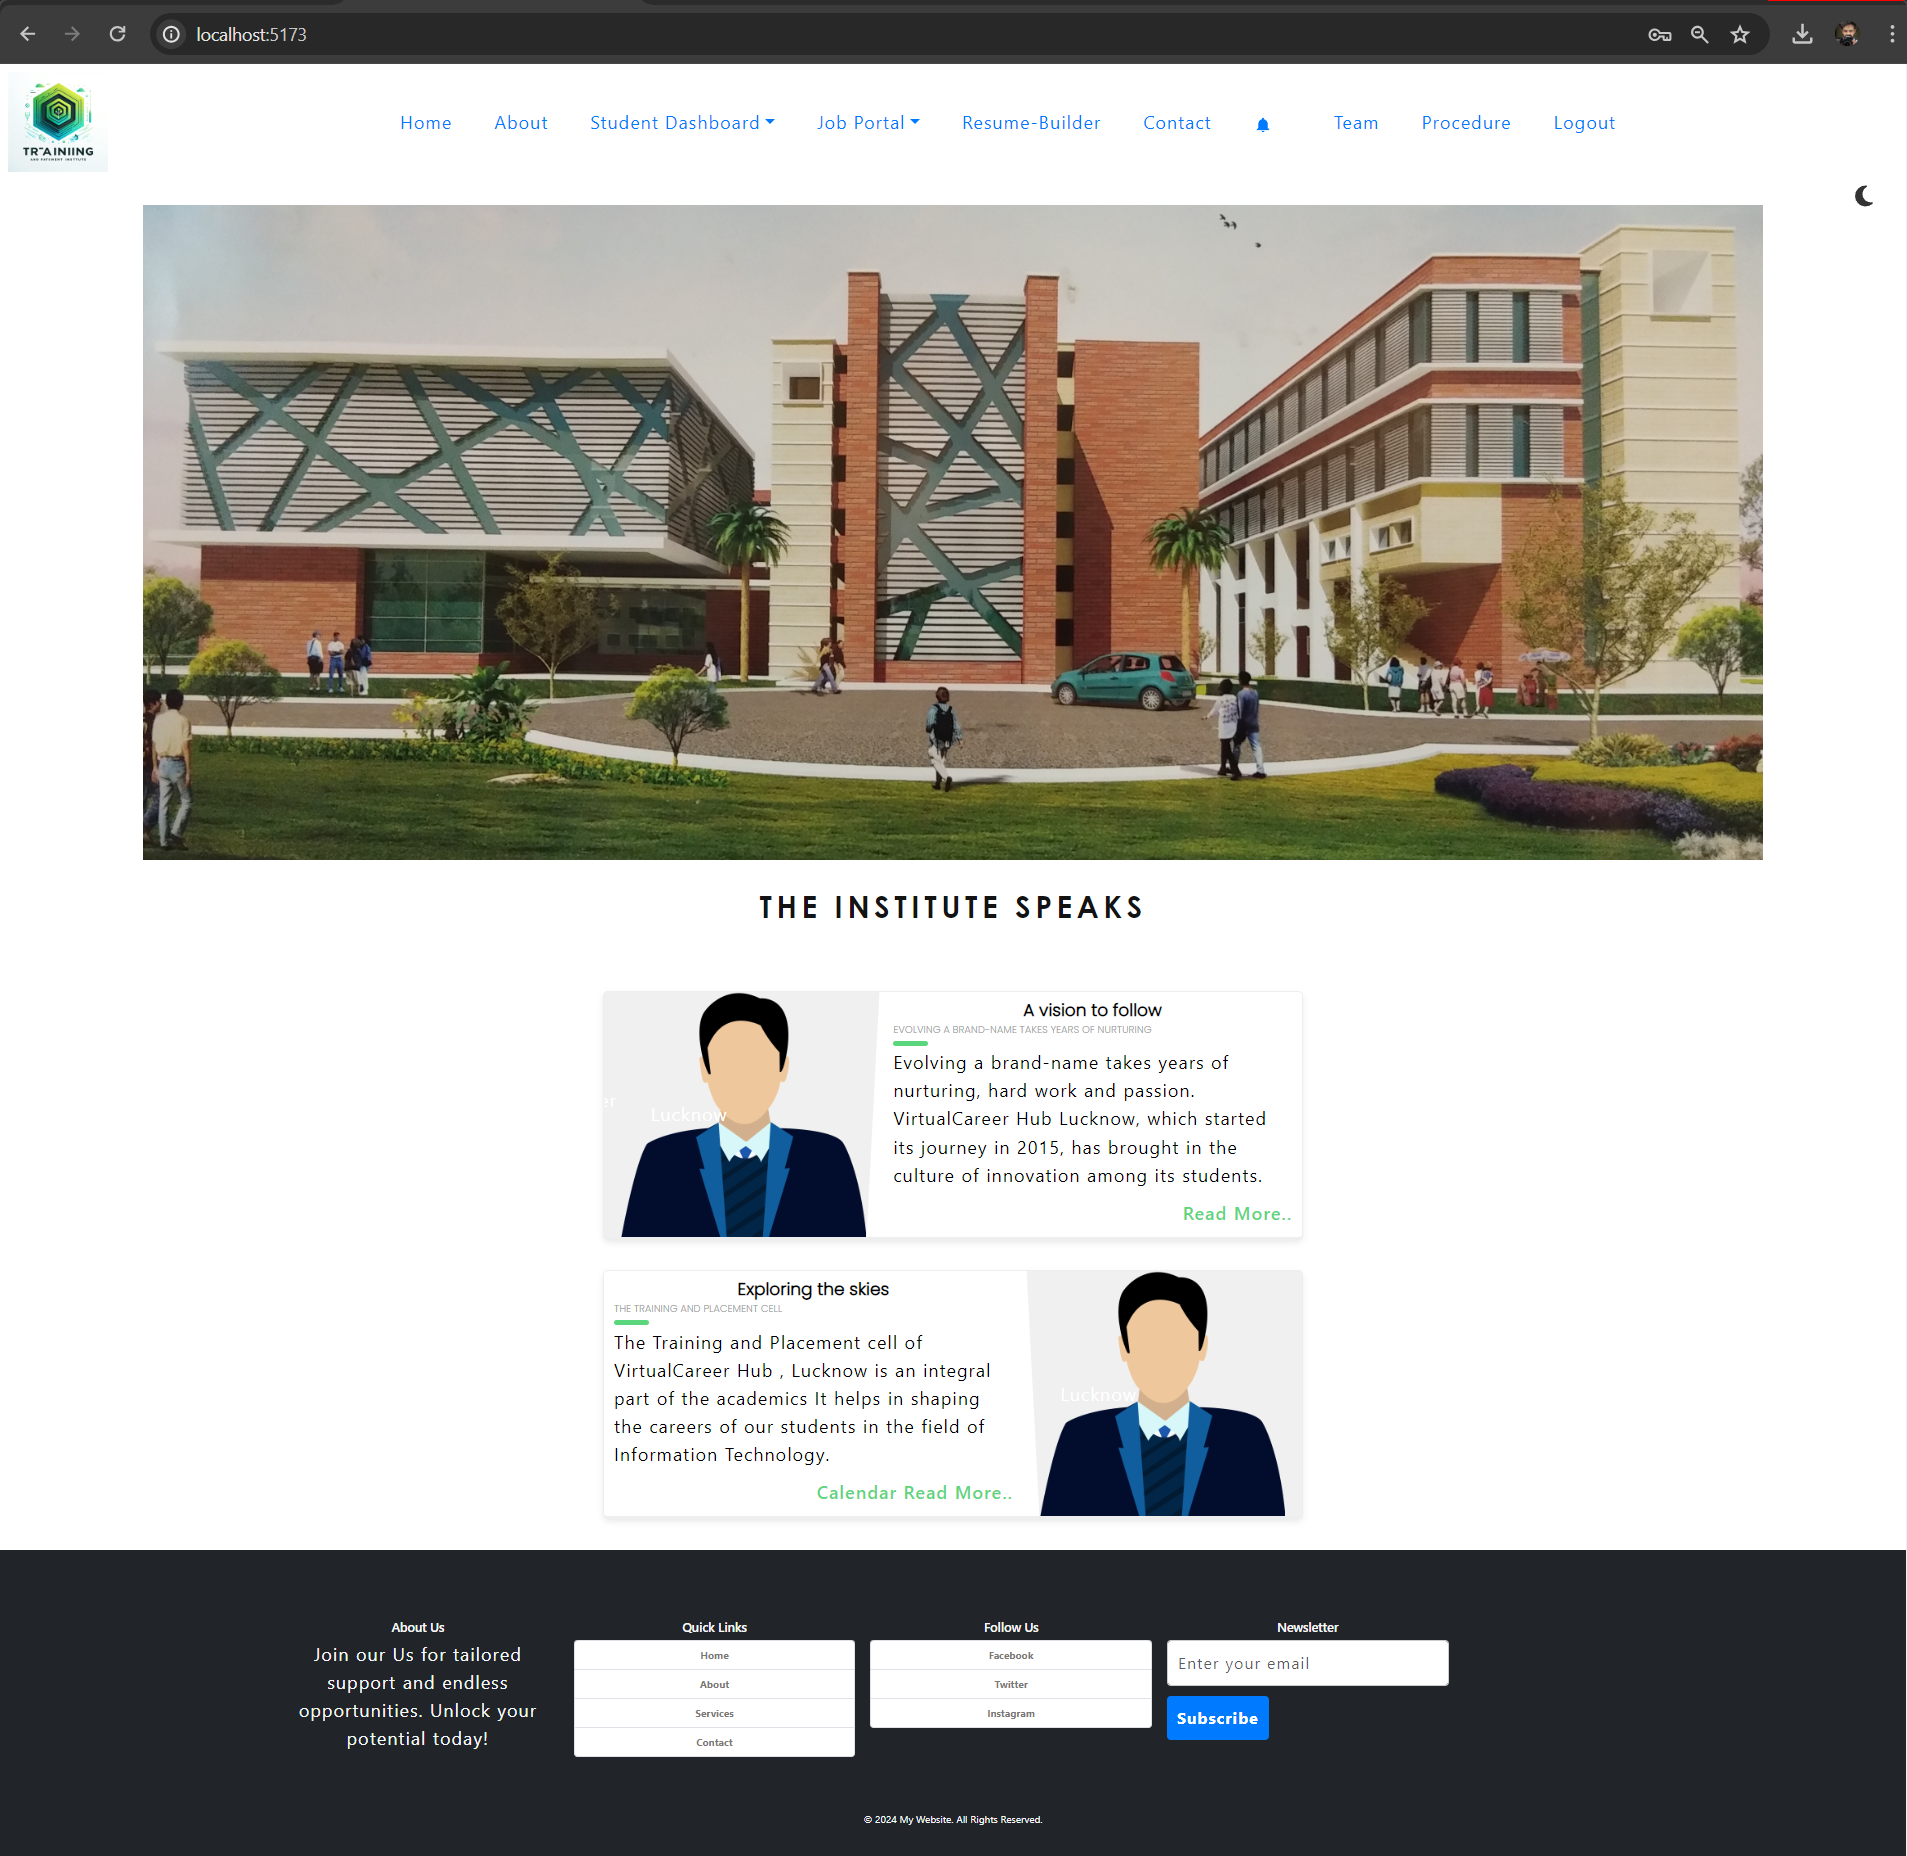 localhost:5173
TRAINIING
Home About Student Dashboard Job Portal Resume-Builder Contact Team Procedure Logout
THE INSTITUTE SPEAKS
er
Lucknow
A vision to follow
EVOLVING A BRAND-NAME TAKES YEARS OF NURTURING
Evolving a brand-name takes years of
nurturing, hard work and passion.
VirtualCareer Hub Lucknow, which started
its journey in 2015, has brought in the
culture of innovation among its students.
Read More..
Exploring the skies
THE TRAINING AND PLACEMENT CELL
The Training and Placement cell of
VirtualCareer Hub , Lucknow is an integral
part of the academics It helps in shaping
the careers of our students in the field of
Information Technology.
Calendar Read More..
Lucknow
About Us
Join our Us for tailored
support and endless
opportunities. Unlock your
potential today!
Quick Links
Home
About
Services
Contact
Follow Us
Facebook
Twitter
Instagram
Newsletter
Enter your email
Subscribe
© 2024 My Website. All Rights Reserved.